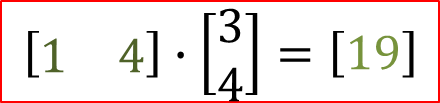 [1 4] · [3
4] = [19]